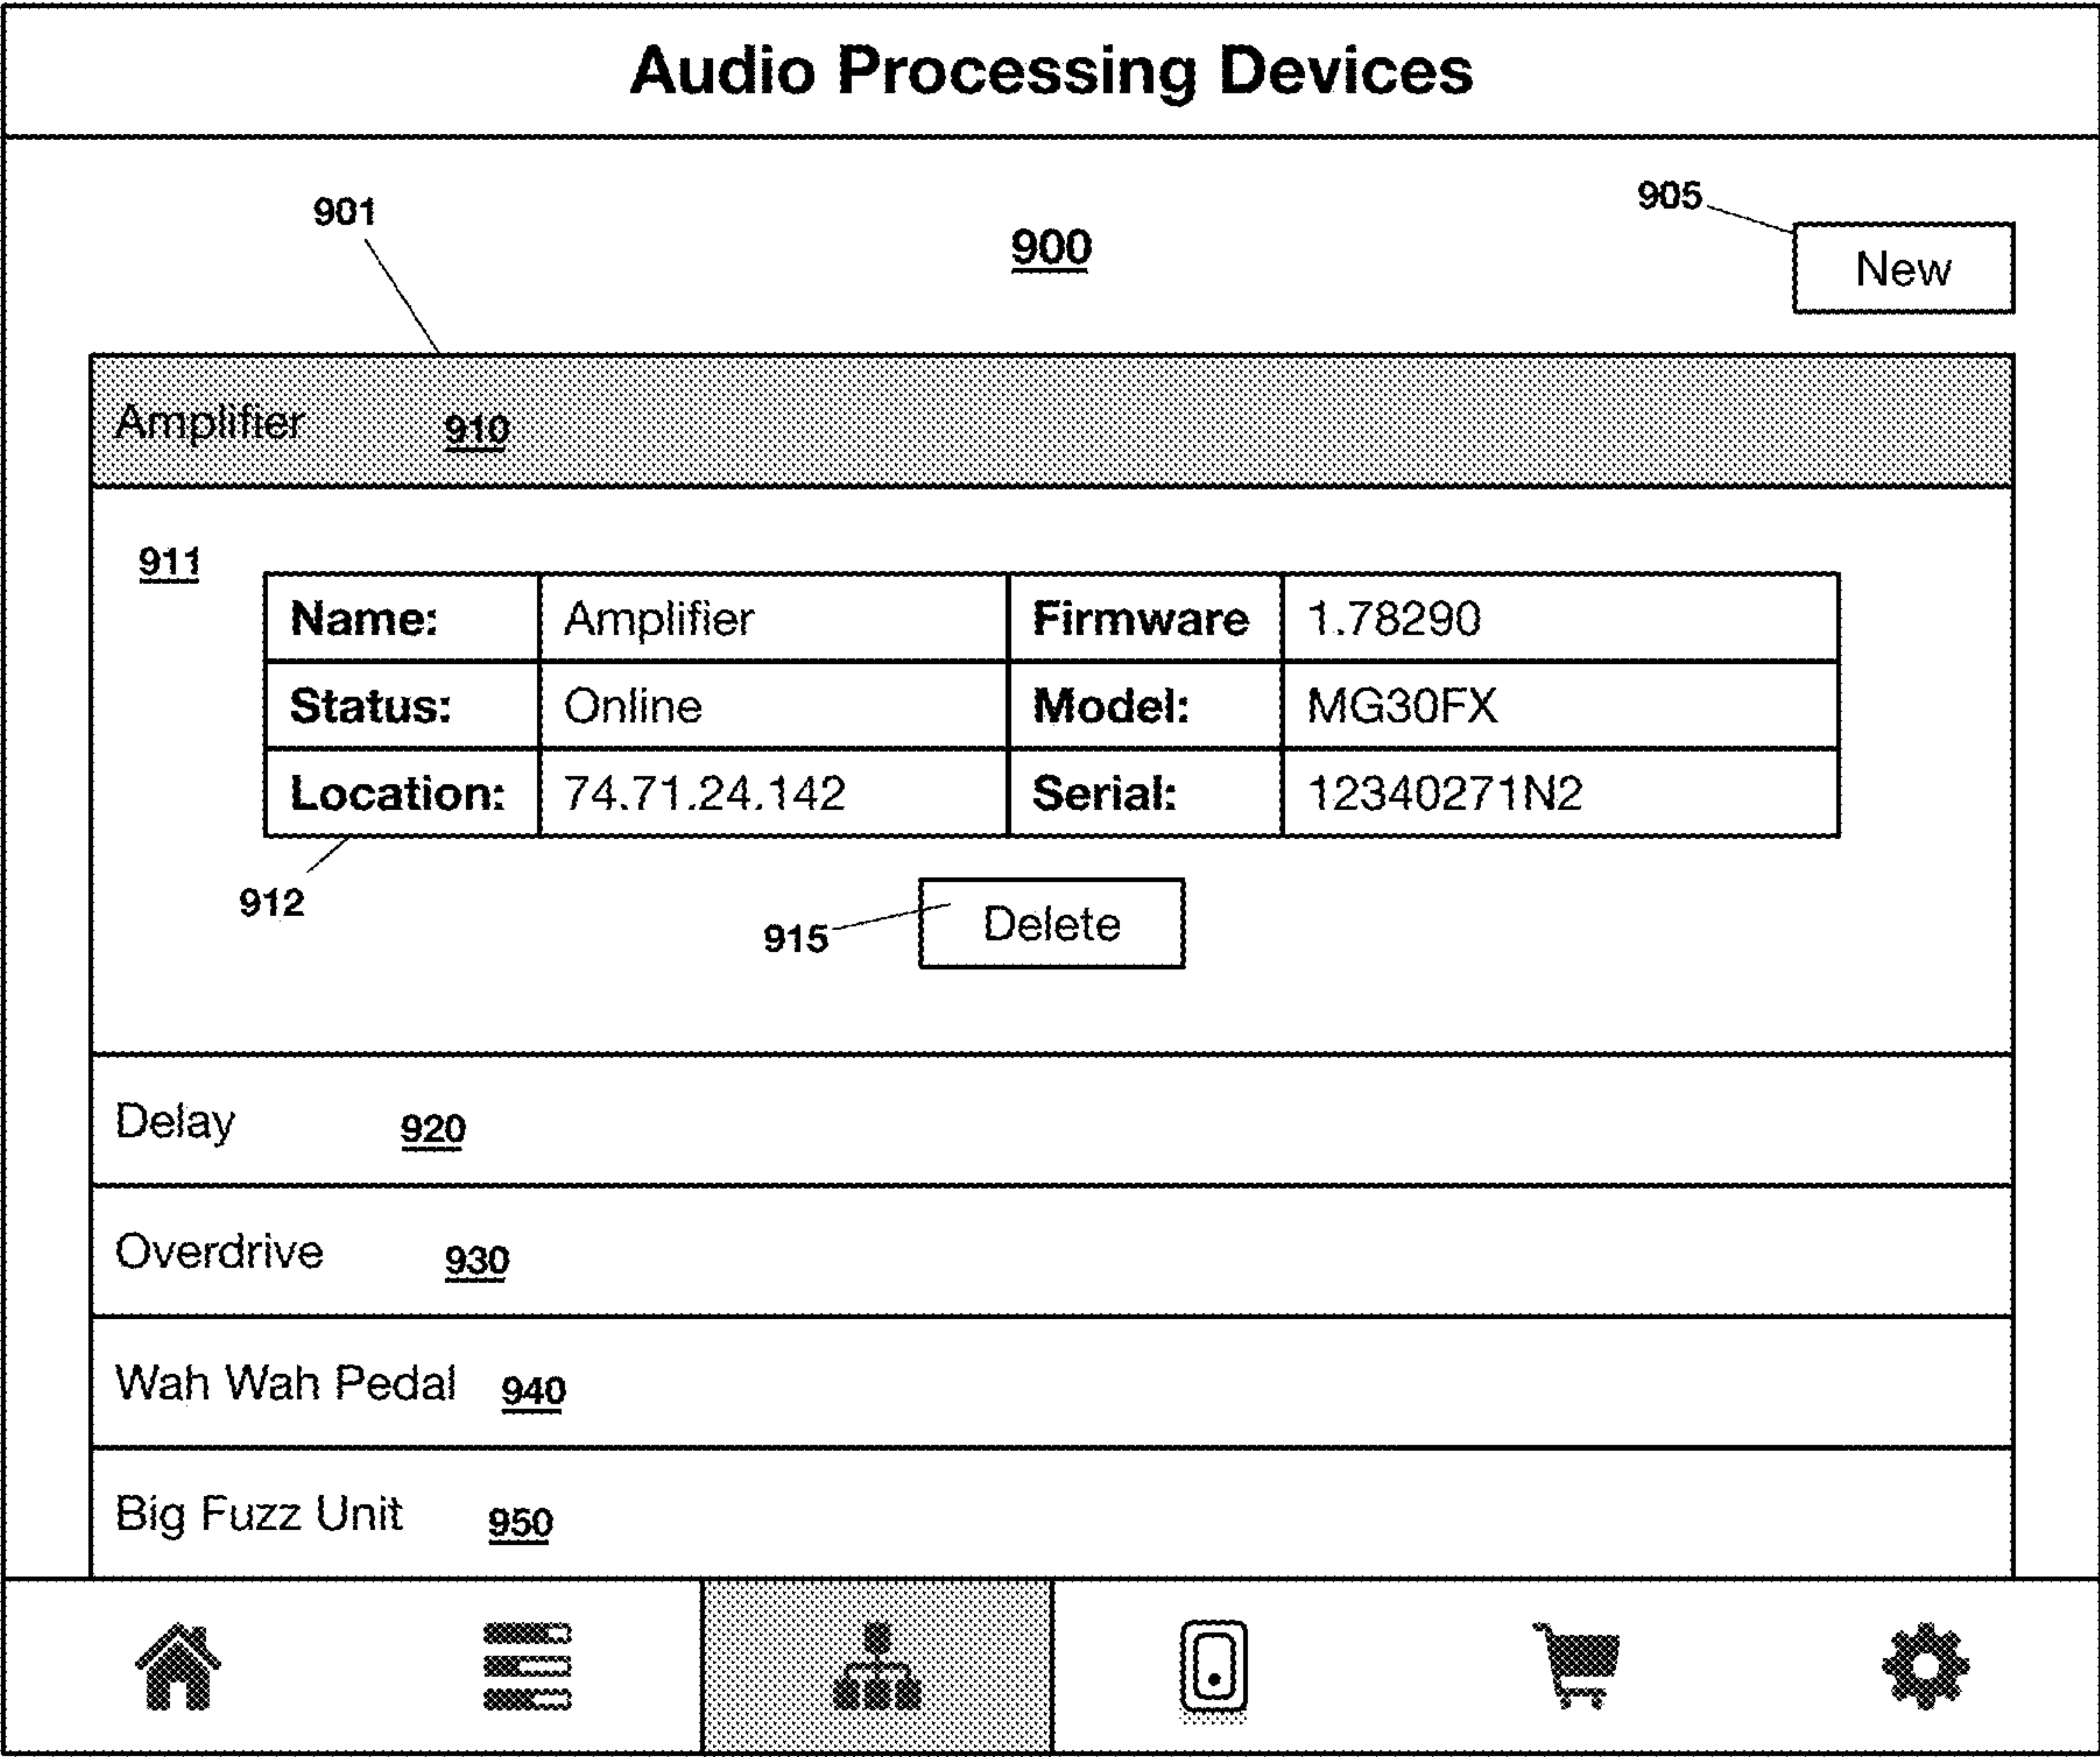 Audio Processing Devices
901
900
905
New
Amplifier 910
911
Name: Amplifier Firmware 1.78290
Status: Online Model: MG30FX
Location: 74.71.24.142 Serial: 12340271N2
912
915
Delete
Delay 920
Overdrive 930
Wah Wah Pedal 940
Big Fuzz Unit 950